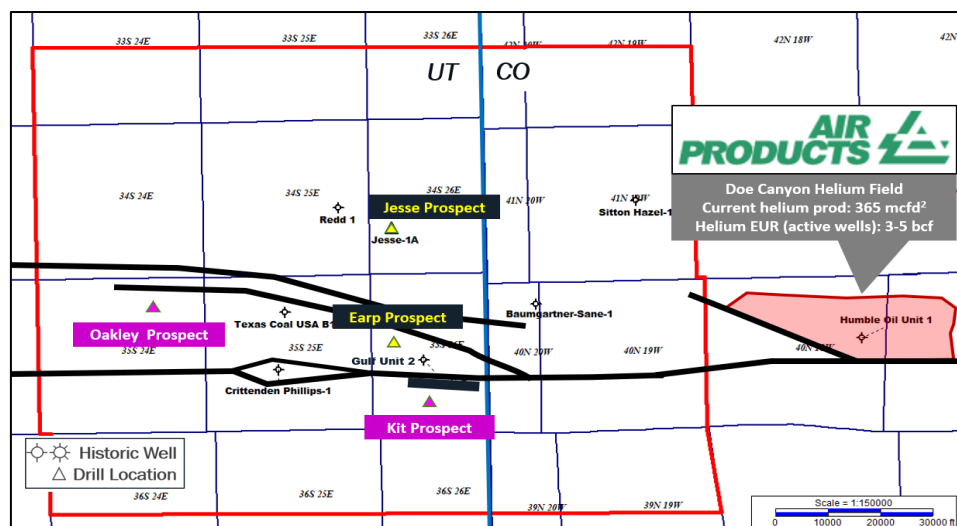 33S 24E
33S 25E
33S 26E
42N 20W
42N 19W
42N 18W
42N
UT
CO
AIR
PRODUCTS
Doe Canyon Helium Field
Current helium prod: 365 mcfd²
Helium EUR (active wells): 3-5 bcf
34S 24E
34S 25E
34S 26E
41N 20W
41N 19W
Redd 1
Jesse Prospect
Jesse-1A
Sitton Hazel-1
Oakley Prospect
Texas Coal USA B1
Earp Prospect
Baumgartner-Sane-1
Humble Oil Unit 1
35S 24E
35S 25E
Gulf Unit 2
40N 20W
40N 19W
Crittenden Phillips-1
Kit Prospect
Historic Well
Drill Location
36S 24E
36S 25E
36S 26E
39N 20W
39N 19W
Scale = 1:150000
0
10000
20000
30000 ft